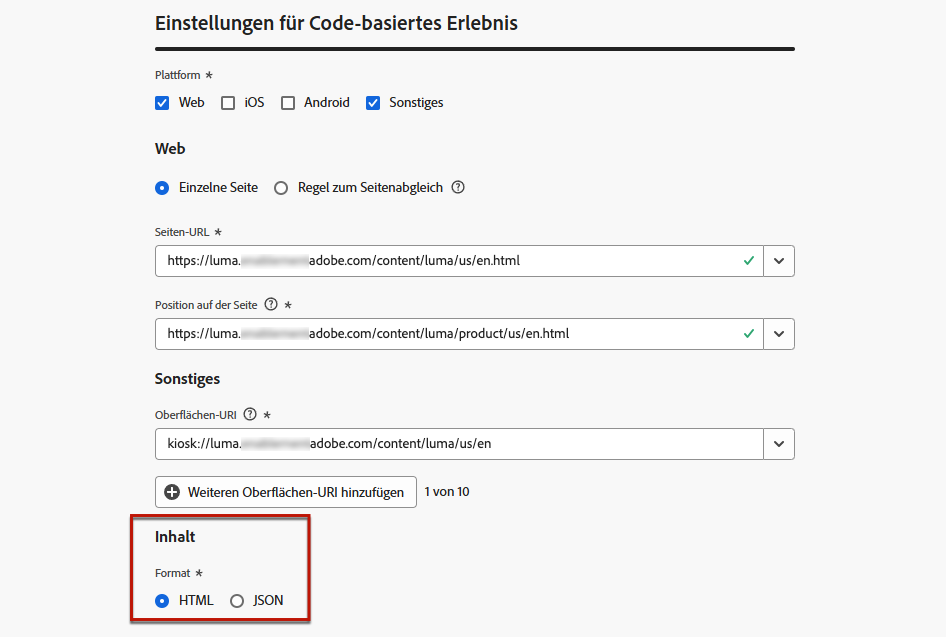 Einstellungen für Code-basiertes Erlebnis
Plattform *
Web iOS Android Sonstiges
Web
Einzelne Seite Regel zum Seitenabgleich ?
Seiten-URL *
https://luma. adobe.com/content/luma/us/en.html
Position auf der Seite ? *
https://luma. adobe.com/content/luma/product/us/en.html
Sonstiges
Oberflächen-URI ? *
kiosk://luma. adobe.com/content/luma/us/en
Weiteren Oberflächen-URI hinzufügen 1 von 10
Inhalt
Format *
HTML JSON